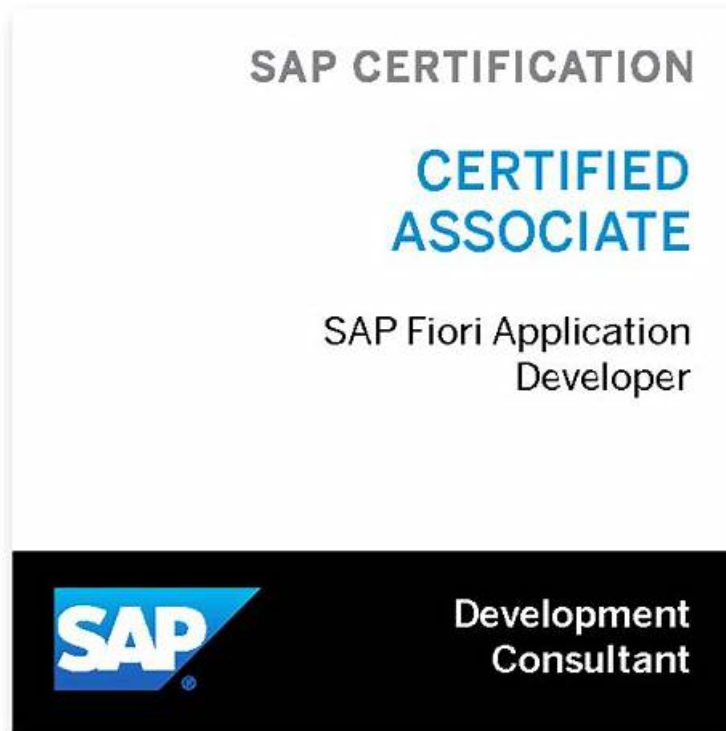 SAP CERTIFICATION
CERTIFIED
ASSOCIATE
SAP Fiori Application
Developer
SAP®
Development
Consultant